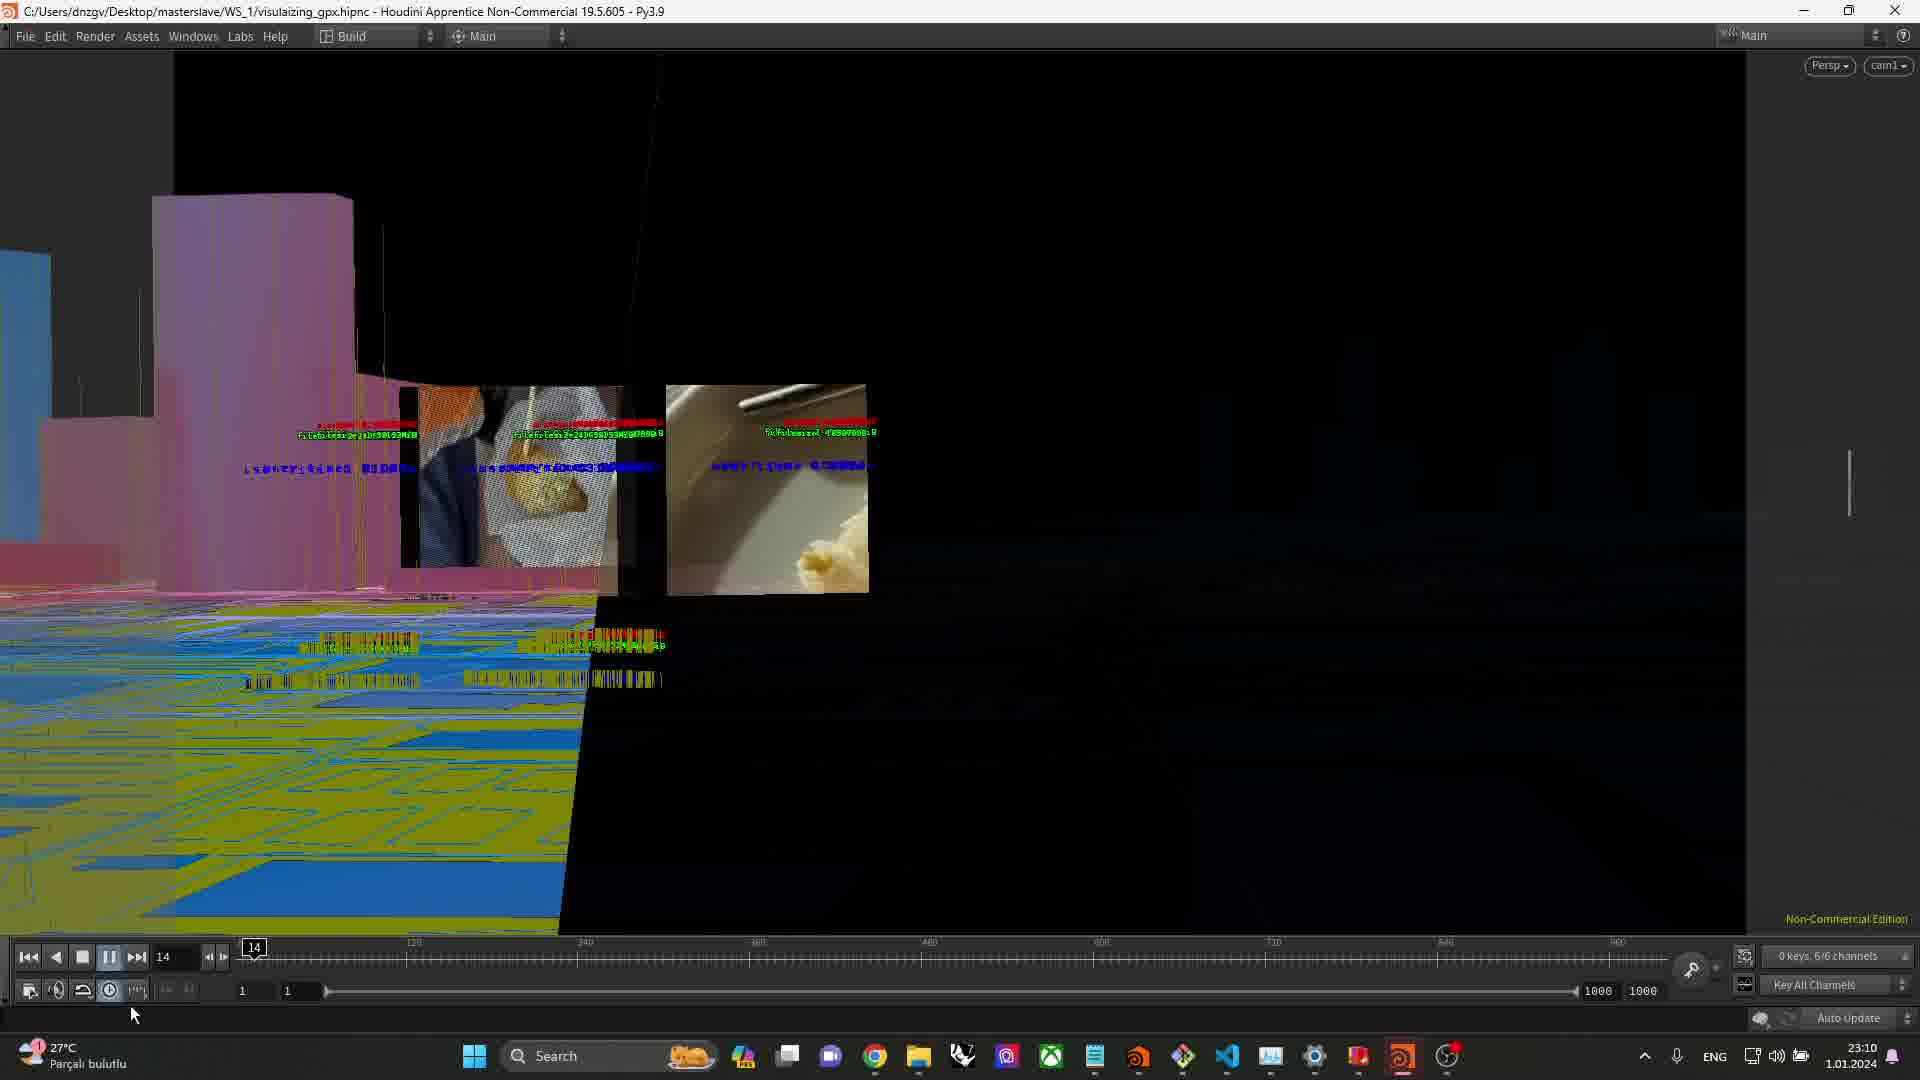 C:/Users/dnzgv/Desktop/masterslave/WS_1/visulaizing_gpx.hipnc - Houdini Apprentice Non-Commercial 19.5.605 - Py3.9
File Edit Render Assets Windows Labs Help Build Main Main
Persp cam1
Non-Commercial Edition
14 14 120 240 360 480 600 720 840 960 0 keys, 6/6 channels
1 1 1000 1000 Key All Channels
Auto Update
27°C
Parçalı bulutlu
Search
ENG
23:10
1.01.2024